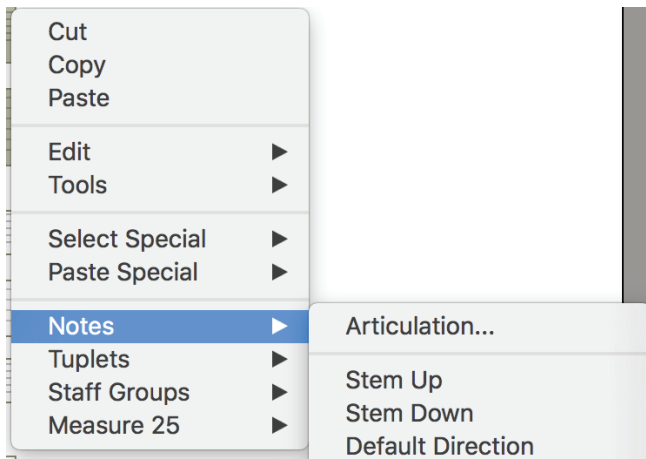 Cut
Copy
Paste
Edit
Tools
Select Special
Paste Special
Notes
Tuplets
Staff Groups
Measure 25
Articulation...
Stem Up
Stem Down
Default Direction